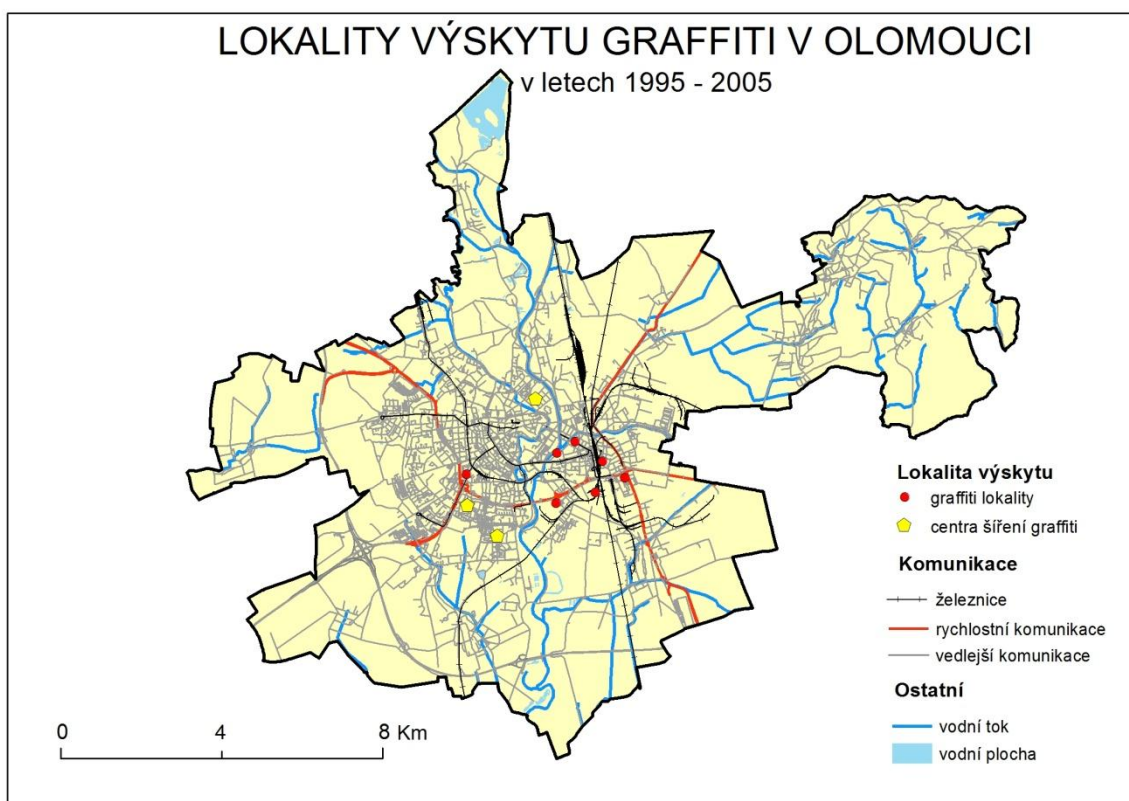 LOKALITY VÝSKYTU GRAFFITI V OLOMOUCI
v letech 1995 - 2005
Lokalita výskytu
graffiti lokality
centra šíření graffiti
Komunikace
železnice
rychlostní komunikace
vedlejší komunikace
Ostatní
vodní tok
vodní plocha
0 4 8 Km